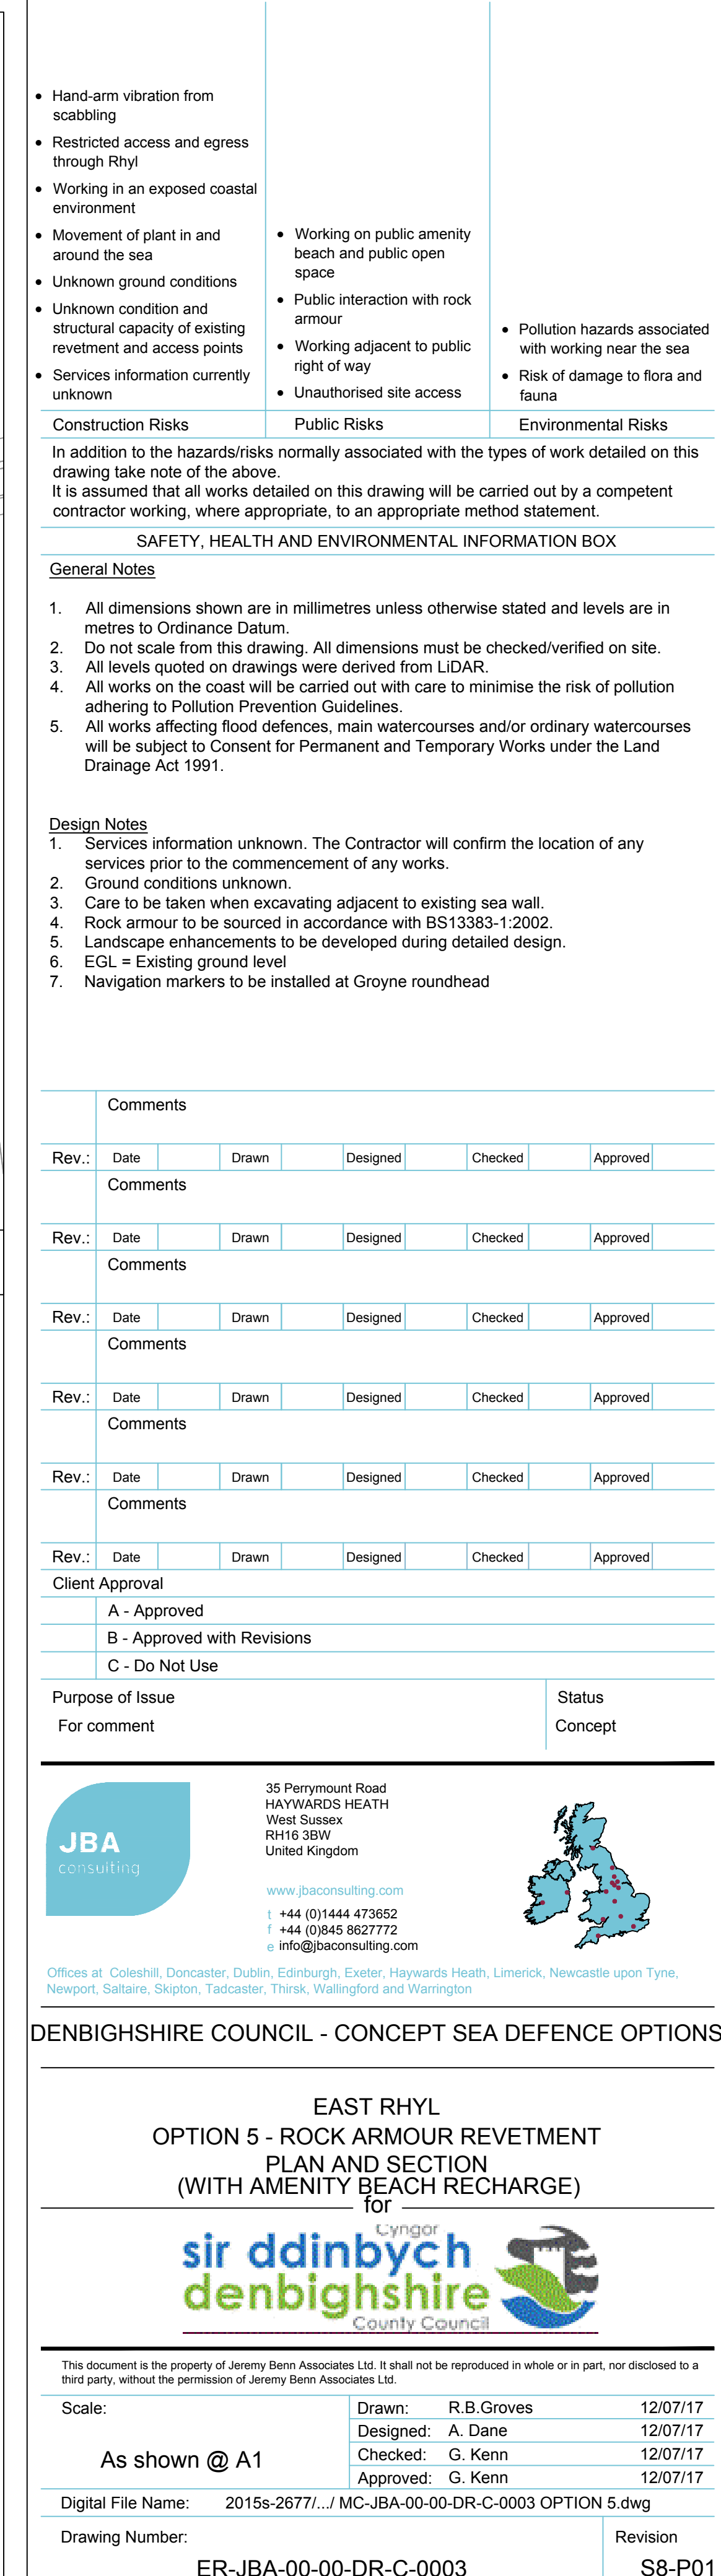 • Hand-arm vibration from
scabbling
• Restricted access and egress
through Rhyl
• Working in an exposed coastal
environment
• Movement of plant in and
around the sea
• Unknown ground conditions
• Unknown condition and
structural capacity of existing
revetment and access points
• Services information currently
unknown
Construction Risks
• Working on public amenity
beach and public open
space
• Public interaction with rock
armour
• Working adjacent to public
right of way
• Unauthorised site access
Public Risks
• Pollution hazards associated
with working near the sea
• Risk of damage to flora and
fauna
Environmental Risks
In addition to the hazards/risks normally associated with the types of work detailed on this
drawing take note of the above.
It is assumed that all works detailed on this drawing will be carried out by a competent
contractor working, where appropriate, to an appropriate method statement.
SAFETY, HEALTH AND ENVIRONMENTAL INFORMATION BOX
General Notes
1. All dimensions shown are in millimetres unless otherwise stated and levels are in
metres to Ordinance Datum.
2. Do not scale from this drawing. All dimensions must be checked/verified on site.
3. All levels quoted on drawings were derived from LiDAR.
4. All works on the coast will be carried out with care to minimise the risk of pollution
adhering to Pollution Prevention Guidelines.
5. All works affecting flood defences, main watercourses and/or ordinary watercourses
will be subject to Consent for Permanent and Temporary Works under the Land
Drainage Act 1991.
Design Notes
1. Services information unknown. The Contractor will confirm the location of any
services prior to the commencement of any works.
2. Ground conditions unknown.
3. Care to be taken when excavating adjacent to existing sea wall.
4. Rock armour to be sourced in accordance with BS13383-1:2002.
5. Landscape enhancements to be developed during detailed design.
6. EGL = Existing ground level
7. Navigation markers to be installed at Groyne roundhead
Comments
Rev.: Date Drawn Designed Checked Approved
Comments
Rev.: Date Drawn Designed Checked Approved
Comments
Rev.: Date Drawn Designed Checked Approved
Comments
Rev.: Date Drawn Designed Checked Approved
Comments
Rev.: Date Drawn Designed Checked Approved
Comments
Rev.: Date Drawn Designed Checked Approved
Client Approval
A - Approved
B - Approved with Revisions
C - Do Not Use
Purpose of Issue
For comment
Status
Concept
JBA
consulting
35 Perrymount Road
HAYWARDS HEATH
West Sussex
RH16 3BW
United Kingdom
www.jbaconsulting.com
t +44 (0)1444 473652
f +44 (0)845 8627772
e info@jbaconsulting.com
Offices at Coleshill, Doncaster, Dublin, Edinburgh, Exeter, Haywards Heath, Limerick, Newcastle upon Tyne,
Newport, Saltaire, Skipton, Tadcaster, Thirsk, Wallingford and Warrington
DENBIGHSHIRE COUNCIL - CONCEPT SEA DEFENCE OPTIONS
EAST RHYL
OPTION 5 - ROCK ARMOUR REVETMENT
PLAN AND SECTION
(WITH AMENITY BEACH RECHARGE)
for
Cyngor
sir ddinbych
denbighshire
County Council
This document is the property of Jeremy Benn Associates Ltd. It shall not be reproduced in whole or in part, nor disclosed to a
third party, without the permission of Jeremy Benn Associates Ltd.
Scale:
As shown @ A1
Drawn: R.B.Groves 12/07/17
Designed: A. Dane 12/07/17
Checked: G. Kenn 12/07/17
Approved: G. Kenn 12/07/17
Digital File Name: 2015s-2677/.../ MC-JBA-00-00-DR-C-0003 OPTION 5.dwg
Drawing Number:
ER-JBA-00-00-DR-C-0003
Revision
S8-P01